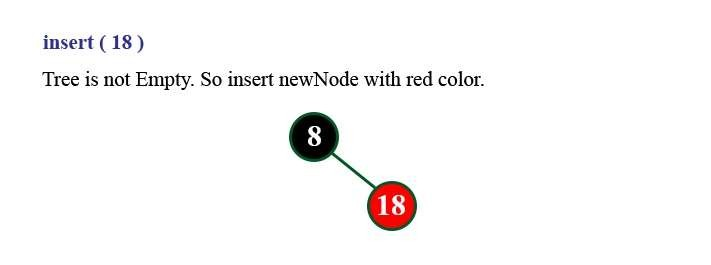 insert ( 18 )
Tree is not Empty. So insert newNode with red color.
8
18